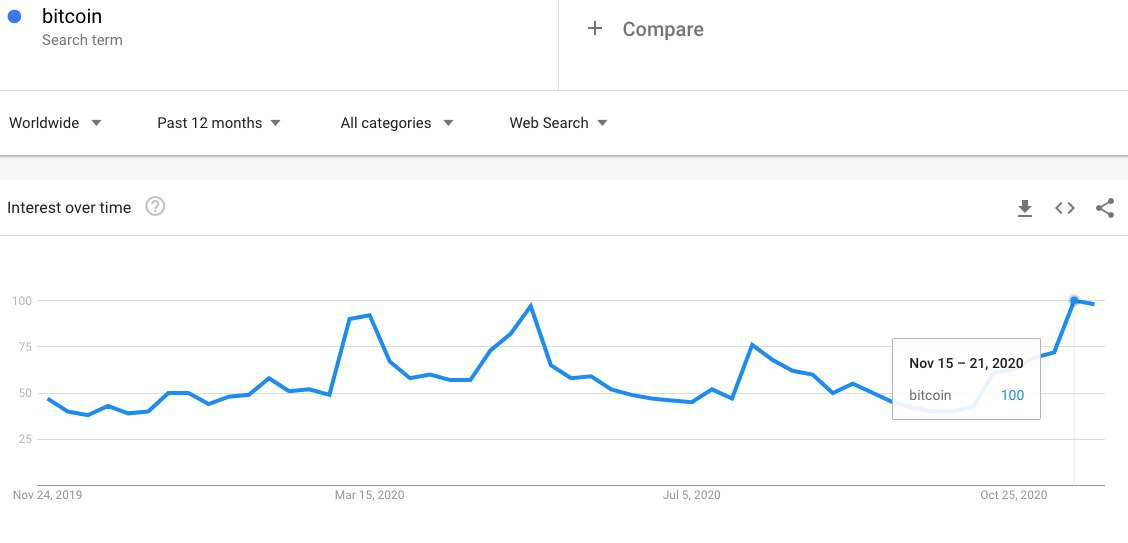 bitcoin
Search term
+ Compare
Worldwide
Past 12 months
All categories
Web Search
Interest over time
?
100
75
50
25
Nov 15 – 21, 2020
bitcoin 100
Nov 24, 2019
Mar 15, 2020
Jul 5, 2020
Oct 25, 2020